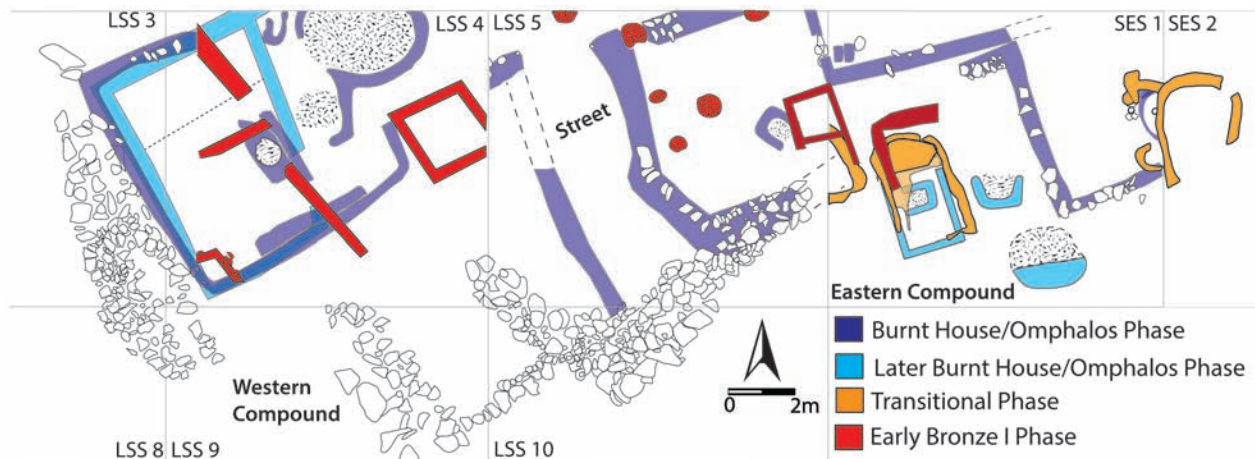 LSS 3
LSS 4
LSS 5
SES 1
SES 2
Street
Eastern Compound
Western
Compound
0 2m
Burnt House/Omphalos Phase
Later Burnt House/Omphalos Phase
Transitional Phase
Early Bronze I Phase
LSS 8
LSS 9
LSS 10